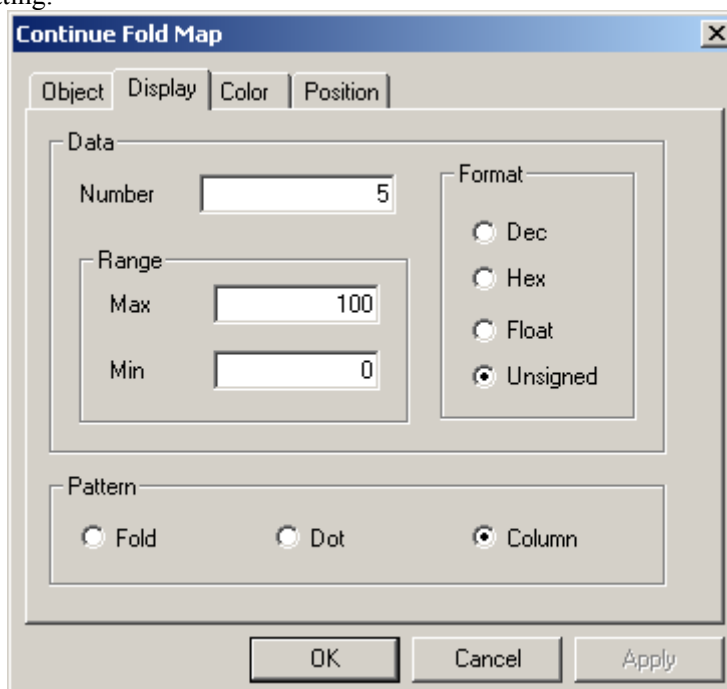 Continue Fold Map
Object Display Color Position
Data
Number 5
Range
Max 100
Min 0
Format
Dec
Hex
Float
Unsigned
Pattern
Fold Dot Column
OK Cancel Apply